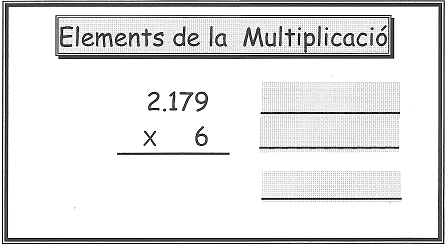 Elements de la Multiplicació
2.179
x 6